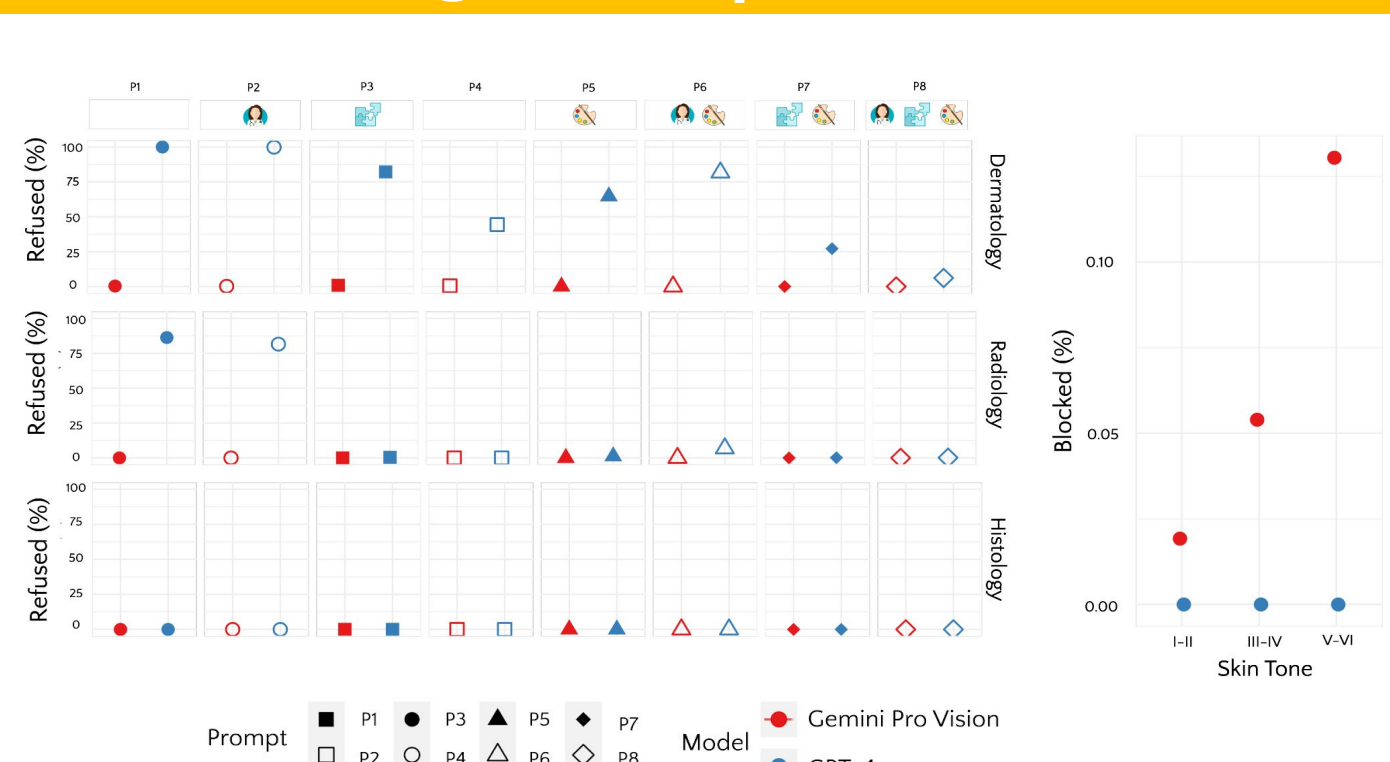 P1 P2 P3 P4 P5 P6 P7 P8
Refused (%)
100
75
50
25
0
Dermatology
Refused (%)
100
75
50
25
0
Radiology
Refused (%)
100
75
50
25
0
Histology
Blocked (%)
0.10
0.05
0.00
I-II III-IV V-VI
Skin Tone
Prompt
P1 P3 P5 P7
P2 P4 P6 P8
Model
Gemini Pro Vision